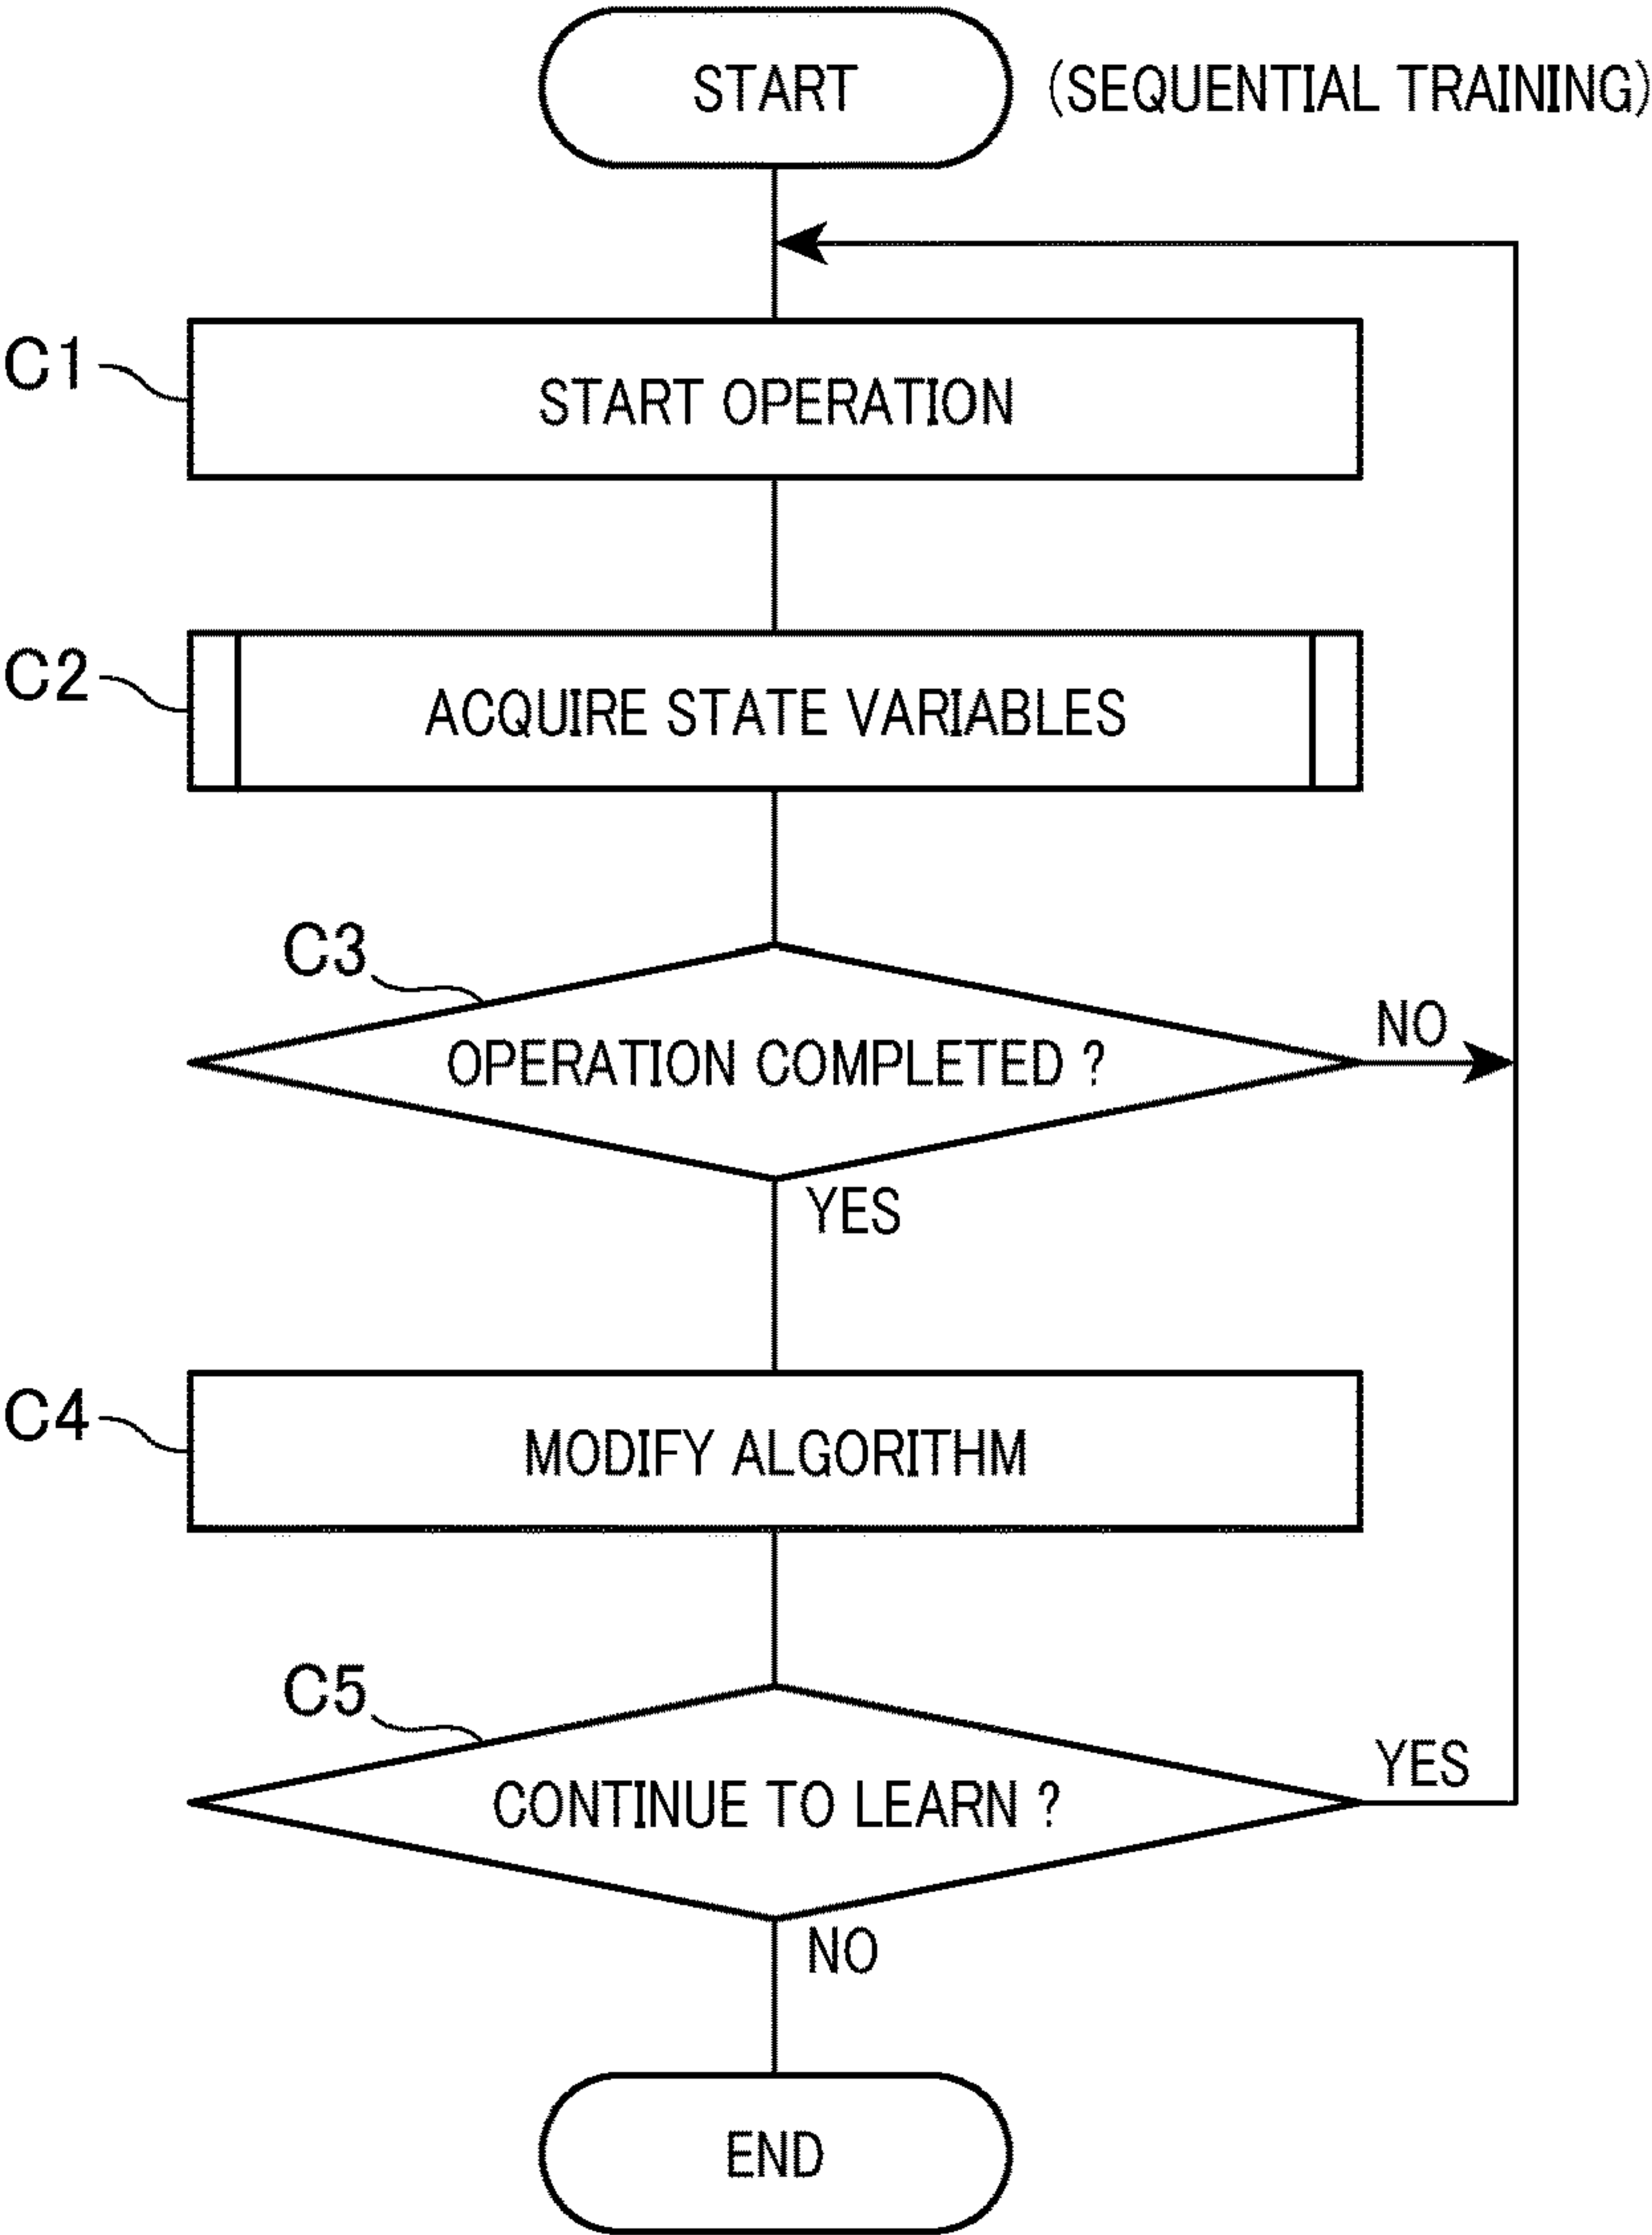 START (SEQUENTIAL TRAINING)
C1 START OPERATION
C2 ACQUIRE STATE VARIABLES
C3
OPERATION COMPLETED ? NO
YES
C4 MODIFY ALGORITHM
C5
CONTINUE TO LEARN ? YES
NO
END